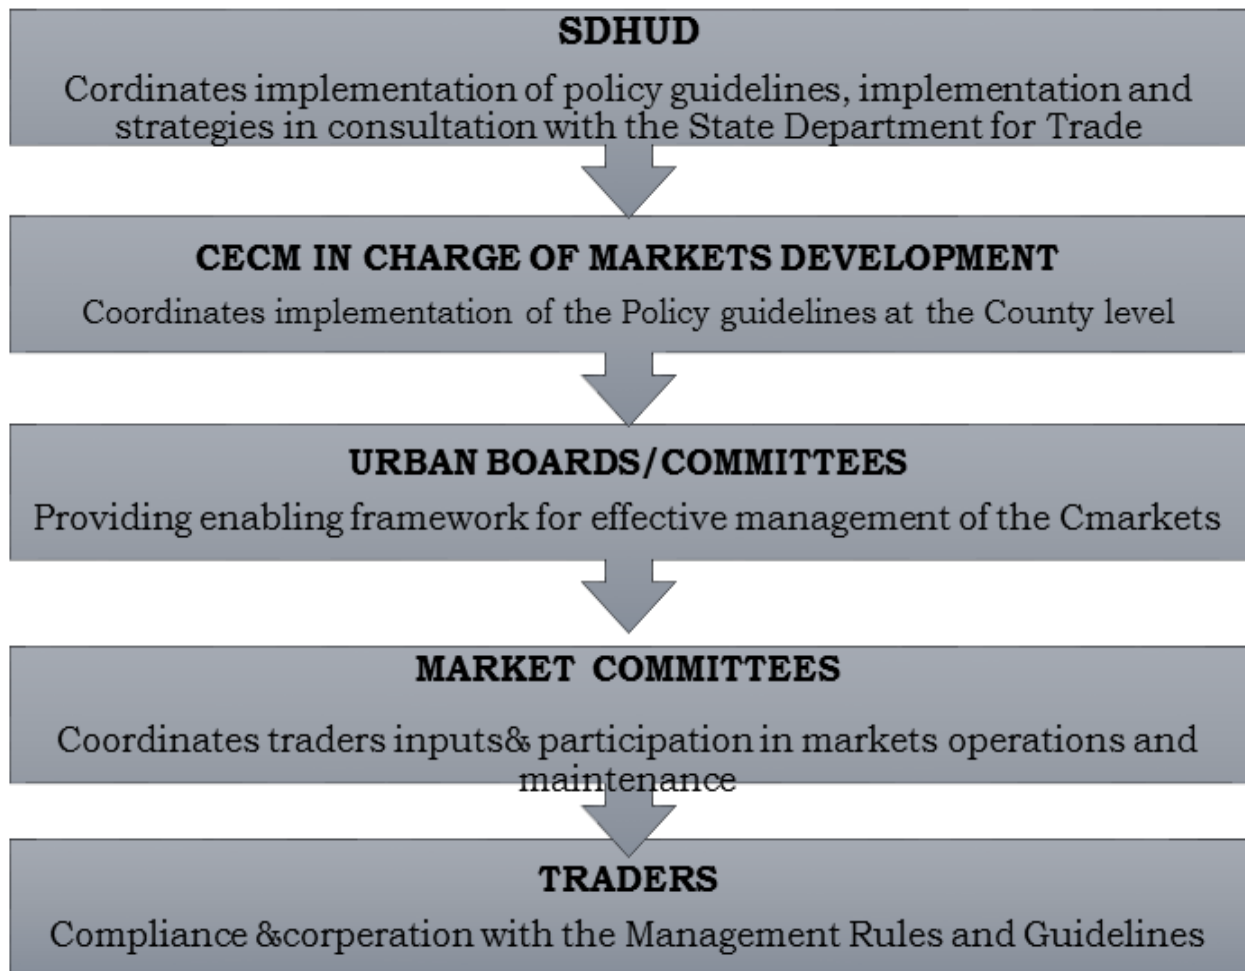 SDHUD
Cordinates implementation of policy guidelines, implementation and
strategies in consultation with the State Department for Trade
CECM IN CHARGE OF MARKETS DEVELOPMENT
Coordinates implementation of the Policy guidelines at the County level
URBAN BOARDS/COMMITTEES
Providing enabling framework for effective management of the Cmarkets
MARKET COMMITTEES
Coordinates traders inputs& participation in markets operations and
maintenance
TRADERS
Compliance &corperation with the Management Rules and Guidelines